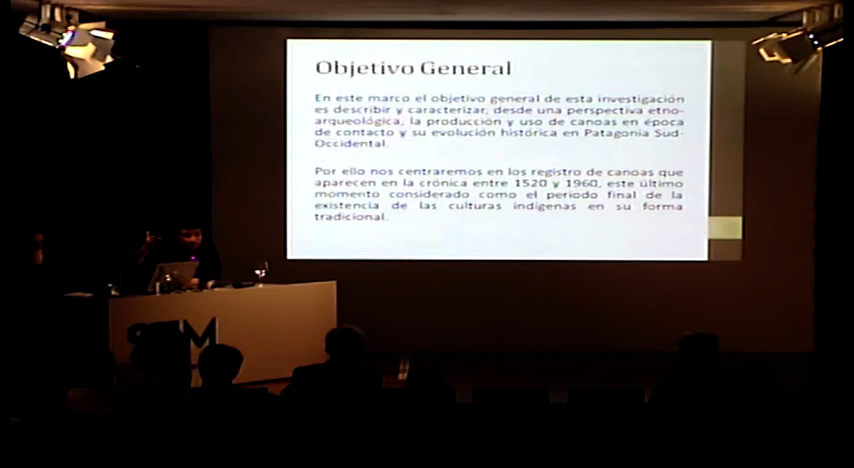 Objetivo General
En este marco el objetivo general de esta investigación
es describir y caracterizar, desde una perspectiva etno-
arqueológica, la producción y uso de canoas en época
de contacto y su evolución histórica en Patagonia Sud-
Occidental.
Por ello nos centraremos en los registro de canoas que
aparecen en la crónica entre 1520 y 1960, este último
momento considerado como el periodo final de la
existencia de las culturas indígenas en su forma
tradicional.